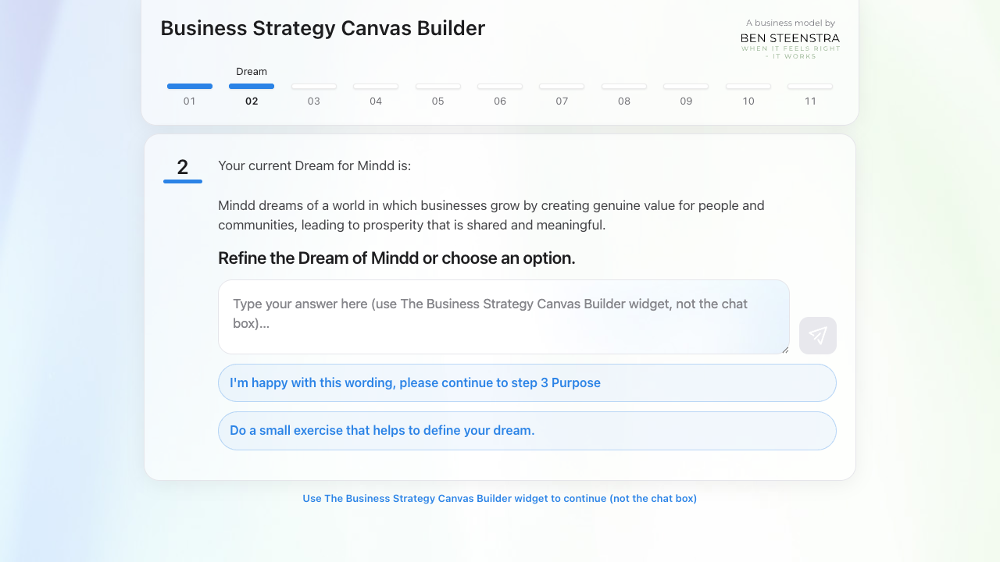 Business Strategy Canvas Builder
A business model by
BEN STEENSTRA
WHEN IT FEELS RIGHT
- IT WORKS
Dream
01 02 03 04 05 06 07 08 09 10 11
2
Your current Dream for Mindd is:
Mindd dreams of a world in which businesses grow by creating genuine value for people and
communities, leading to prosperity that is shared and meaningful.
Refine the Dream of Mindd or choose an option.
Type your answer here (use The Business Strategy Canvas Builder widget, not the chat
box)...
I'm happy with this wording, please continue to step 3 Purpose
Do a small exercise that helps to define your dream.
Use The Business Strategy Canvas Builder widget to continue (not the chat box)